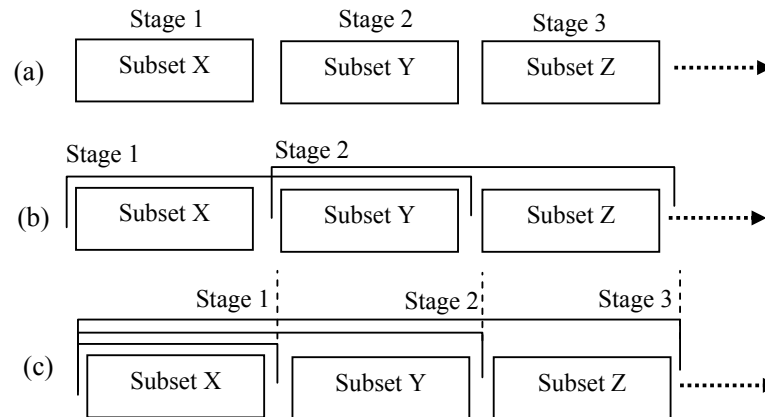 Stage 1 Stage 2 Stage 3
(a) Subset X Subset Y Subset Z
Stage 1 Stage 2
(b) Subset X Subset Y Subset Z
Stage 1 Stage 2 Stage 3
(c) Subset X Subset Y Subset Z